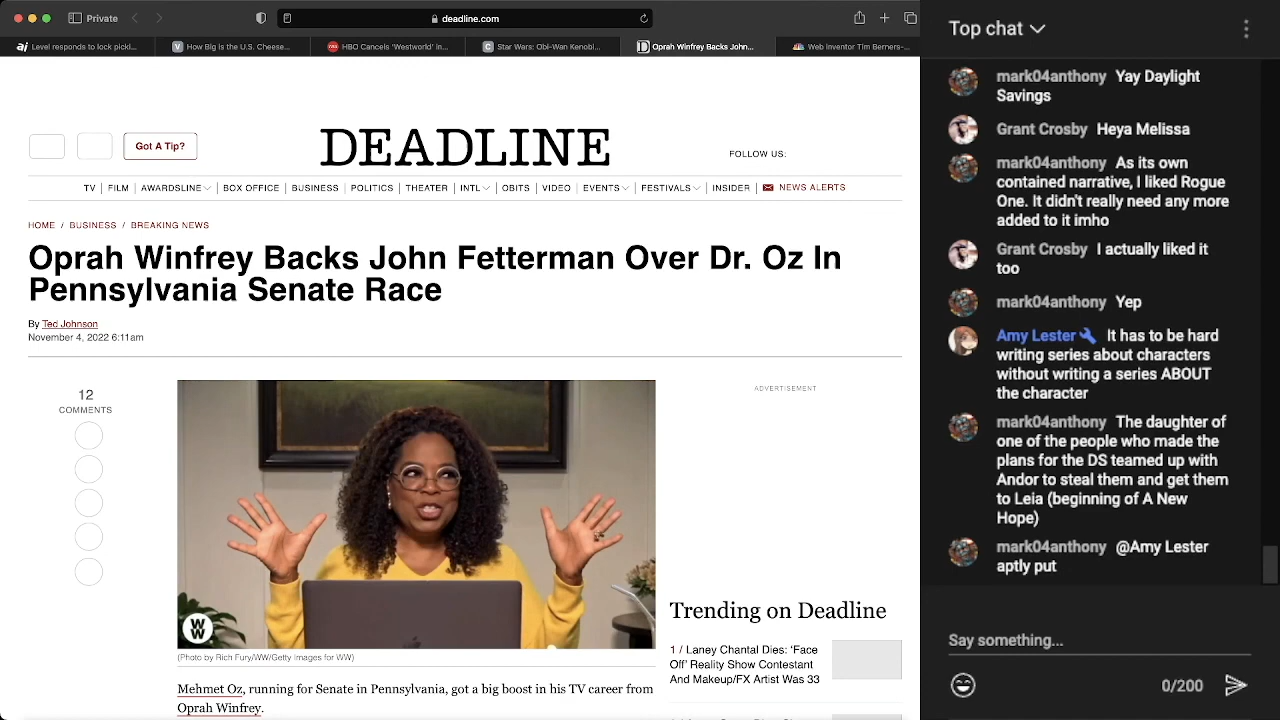 Private
deadline.com
Level responds to lock pickl...
How Big Is the U.S. Cheese...
HBO Cancels 'Westworld' in...
Star Wars: Obi-Wan Kenobi...
Oprah Winfrey Backs John...
Web Inventor Tim Berners-...
Got A Tip?
DEADLINE
FOLLOW US:
TV | FILM | AWARDSLINE | BOX OFFICE | BUSINESS | POLITICS | THEATER | INTL | OBITS | VIDEO | EVENTS | FESTIVALS | INSIDER | NEWS ALERTS
HOME / BUSINESS / BREAKING NEWS
Oprah Winfrey Backs John Fetterman Over Dr. Oz In
Pennsylvania Senate Race
By Ted Johnson
November 4, 2022 6:11am
12
COMMENTS
WW
(Photo by Rich Fury/WW/Getty Images for WW)
Mehmet Oz, running for Senate in Pennsylvania, got a big boost in his TV career from
Oprah Winfrey.
ADVERTISEMENT
Trending on Deadline
1 / Laney Chantal Dies: 'Face
Off' Reality Show Contestant
And Makeup/FX Artist Was 33
Top chat
mark04anthony Yay Daylight
Savings
Grant Crosby Heya Melissa
mark04anthony As its own
contained narrative, I liked Rogue
One. It didn't really need any more
added to it imho
Grant Crosby I actually liked it
too
mark04anthony Yep
Amy Lester It has to be hard
writing series about characters
without writing a series ABOUT
the character
mark04anthony The daughter of
one of the people who made the
plans for the DS teamed up with
Andor to steal them and get them
to Leia (beginning of A New
Hope)
mark04anthony @Amy Lester
aptly put
Say something...
0/200